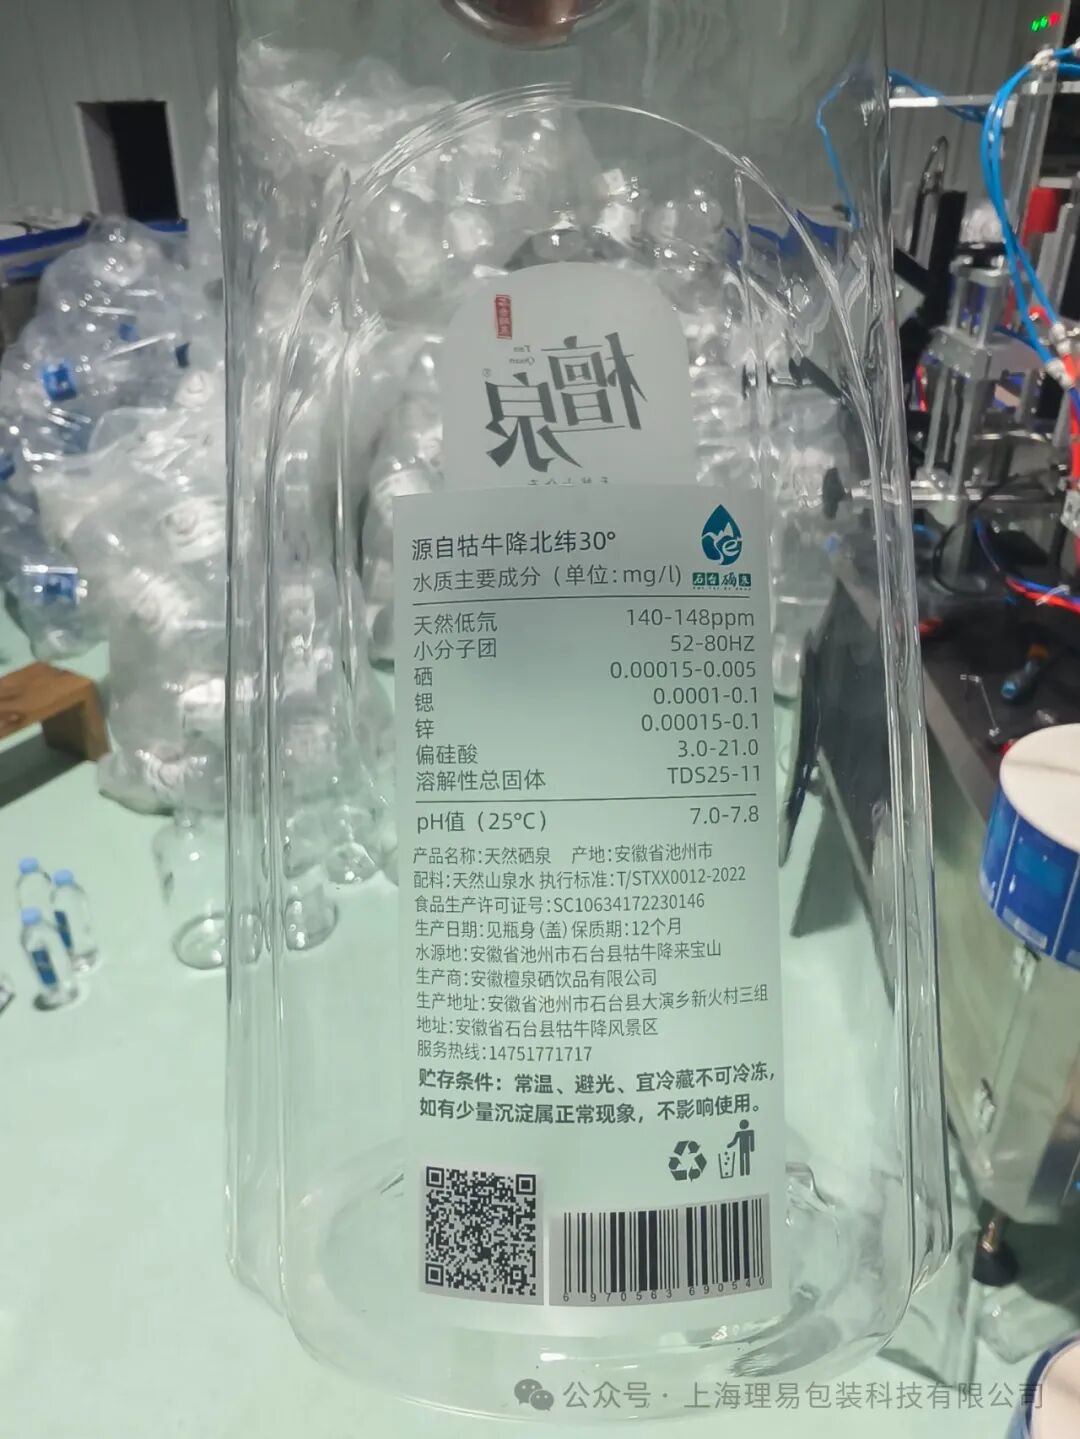 檀泉
Tan
Quan
®
源自牯牛降北纬30°
水质主要成分（单位：mg/l）
石台硒泉
天然低氘 140-148ppm
小分子团 52-80HZ
硒 0.00015-0.005
锶 0.0001-0.1
锌 0.00015-0.1
偏硅酸 3.0-21.0
溶解性总固体 TDS25-11
pH值（25℃） 7.0-7.8
产品名称：天然硒泉 产地：安徽省池州市
配料：天然山泉水 执行标准：T/STXX0012-2022
食品生产许可证号：SC10634172230146
生产日期：见瓶身（盖）保质期：12个月
水源地：安徽省池州市石台县牯牛降来宝山
生产商：安徽檀泉硒饮品有限公司
生产地址：安徽省池州市石台县大演乡新火村三组
地址：安徽省石台县牯牛降风景区
服务热线：14751771717
贮存条件：常温、避光、宜冷藏不可冷冻，
如有少量沉淀属正常现象，不影响使用。
6 970563 690540
公众号 · 上海理易包装科技有限公司